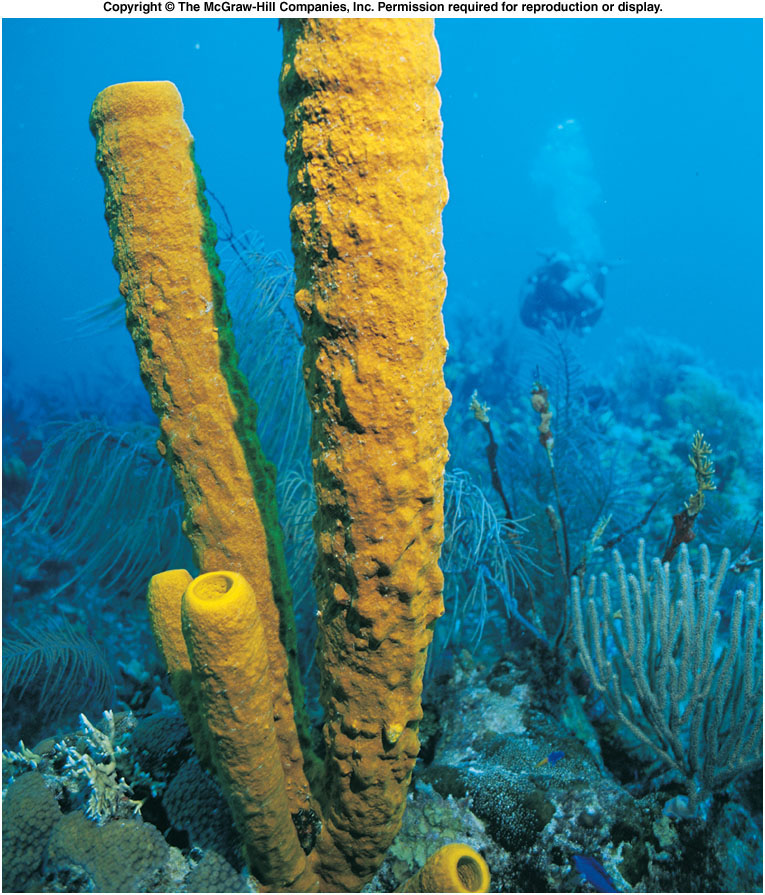 Copyright © The McGraw-Hill Companies, Inc. Permission required for reproduction or display.